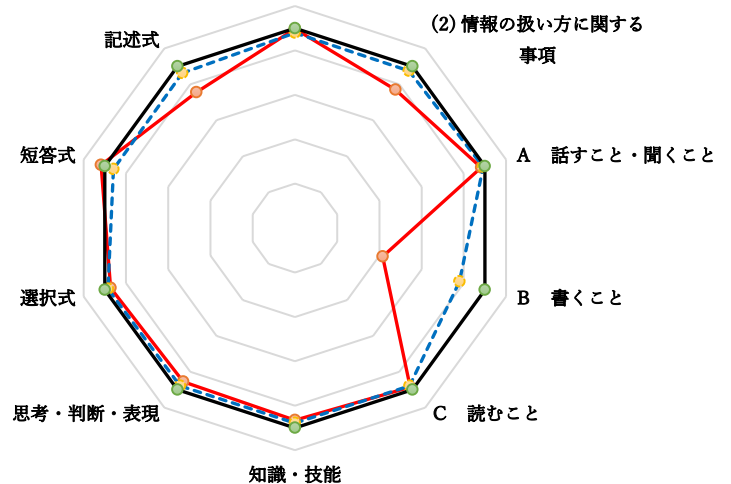 (2) 情報の扱い方に関する
事項
記述式
短答式
A　話すこと・聞くこと
選択式
B　書くこと
思考・判断・表現
C　読むこと
知識・技能